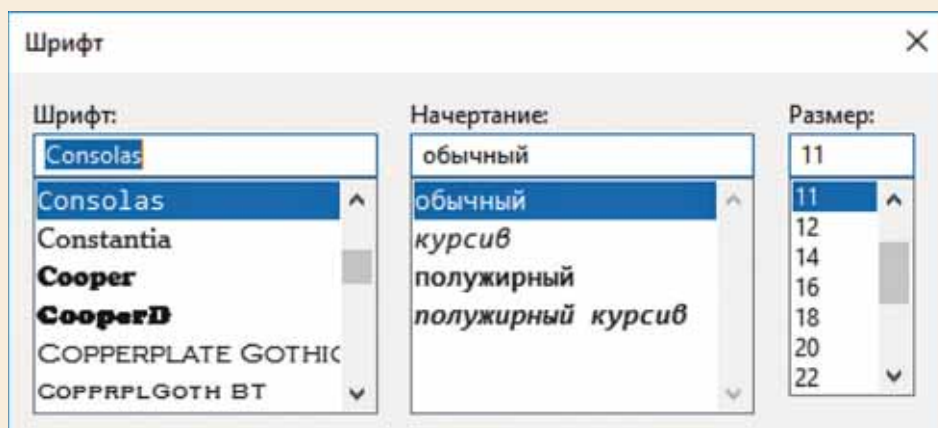 Шрифт
Шрифт:
Consolas
Consolas
Constantia
Cooper
CooperD
COPPERPLATE GOTHIC
COPPRPLGOTH BT
Начертание:
обычный
обычный
курсив
полужирный
полужирный курсив
Размер:
11
11
12
14
16
18
20
22